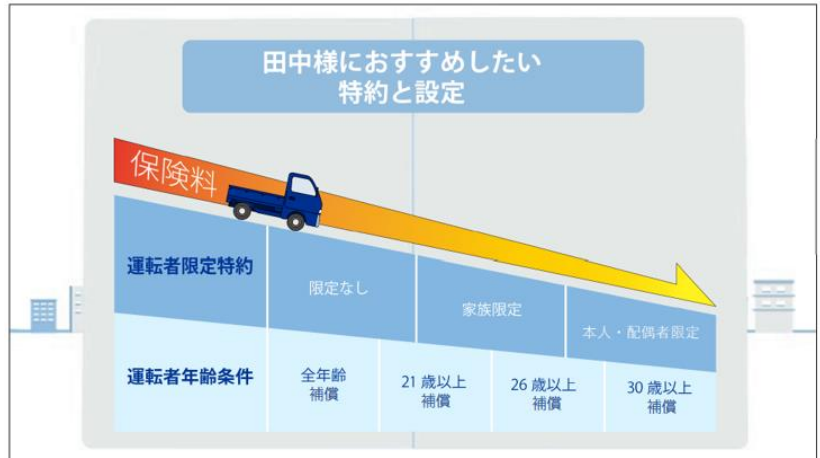 田中様におすすめしたい
特約と設定
保険料
運転者限定特約
限定なし
家族限定
本人・配偶者限定
運転者年齢条件
全年齢
補償
21 歳以上
補償
26 歳以上
補償
30 歳以上
補償